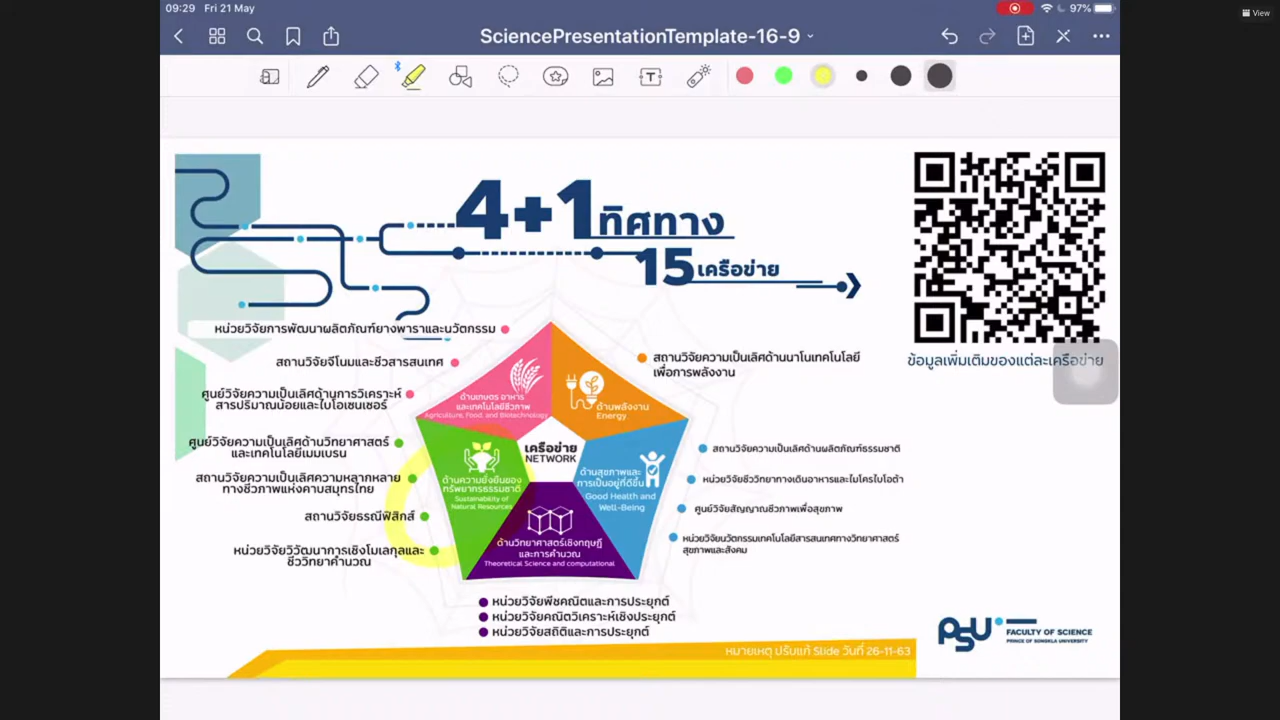 09:29 Fri 21 May
97%
View
SciencePresentationTemplate-16-9
4+1ทิศทาง
15เครือข่าย
หน่วยวิจัยการพัฒนาผลิตภัณฑ์ยางพาราและนวัตกรรม
สถานวิจัยจีโนมและชีวสารสนเทศ
ศูนย์วิจัยความเป็นเลิศด้านการวิเคราะห์
สารปริมาณน้อยและไบโอเซนเซอร์
ศูนย์วิจัยความเป็นเลิศด้านวิทยาศาสตร์
และเทคโนโลยีเมมเบรน
สถานวิจัยความเป็นเลิศความหลากหลาย
ทางชีวภาพแห่งคาบสมุทรไทย
สถานวิจัยธรณีฟิสิกส์
หน่วยวิจัยวิวัฒนาการเชิงโมเลกุลและ
ชีววิทยาคำนวณ
ด้านเกษตร อาหาร
และเทคโนโลยีชีวภาพ
Agriculture, Food, and Biotechnology
ด้านพลังงาน
Energy
เครือข่าย
NETWORK
ด้านความยั่งยืนของ
ทรัพยากรธรรมชาติ
Sustainability of
Natural Resources
ด้านสุขภาพและ
การเป็นอยู่ที่ดีขึ้น
Good Health and
Well-Being
ด้านวิทยาศาสตร์เชิงทฤษฎี
และการคำนวณ
Theoretical Science and computational
สถานวิจัยความเป็นเลิศด้านนาโนเทคโนโลยี
เพื่อการพลังงาน
สถานวิจัยความเป็นเลิศด้านผลิตภัณฑ์ธรรมชาติ
หน่วยวิจัยชีววิทยาทางเดินอาหารและไมโครไบโอต้า
ศูนย์วิจัยสัญญาณชีวภาพเพื่อสุขภาพ
หน่วยวิจัยนวัตกรรมเทคโนโลยีสารสนเทศทางวิทยาศาสตร์
สุขภาพและสังคม
หน่วยวิจัยพีชคณิตและการประยุกต์
หน่วยวิจัยคณิตวิเคราะห์เชิงประยุกต์
หน่วยวิจัยสถิติและการประยุกต์
ข้อมูลเพิ่มเติมของแต่ละเครือข่าย
PSU
FACULTY OF SCIENCE
PRINCE OF SONGKLA UNIVERSITY
หมายเหตุ ปรับแก้ Slide วันที่ 26-11-63